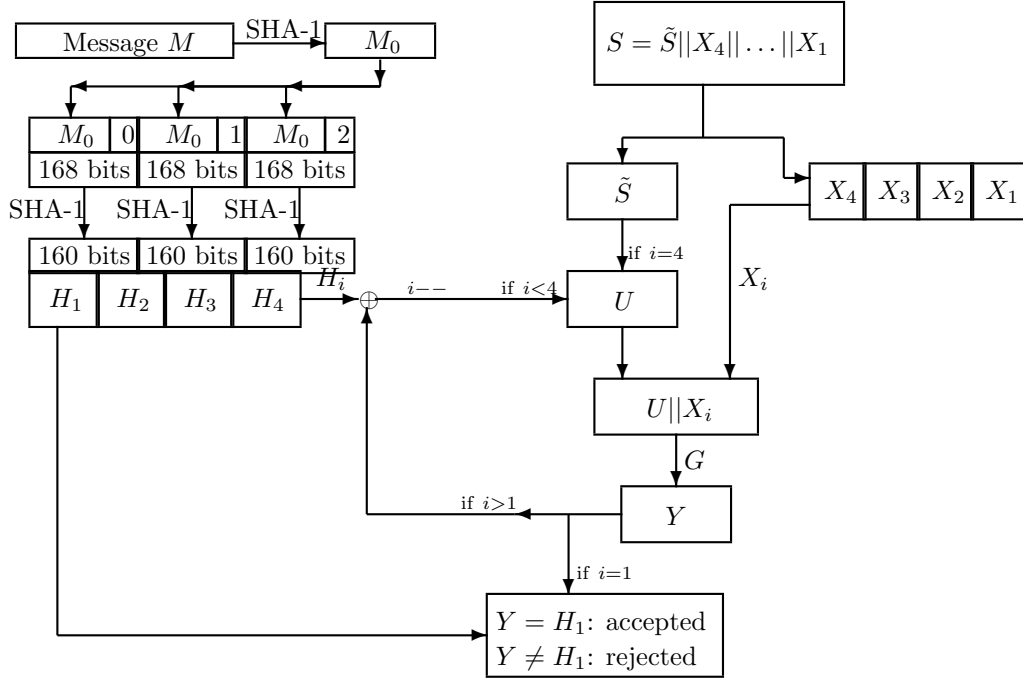 Message M
SHA-1
M₀
S = S̃||X₄|| … ||X₁
M₀ 0 M₀ 1 M₀ 2
168 bits 168 bits 168 bits
S̃
X₄ X₃ X₂ X₁
SHA-1 SHA-1 SHA-1
160 bits 160 bits 160 bits
if i=4
H₁ H₂ H₃ H₄
Hᵢ
⊕
i−−
if i<4
U
Xᵢ
U||Xᵢ
G
if i>1
Y
if i=1
Y = H₁: accepted
Y ≠ H₁: rejected